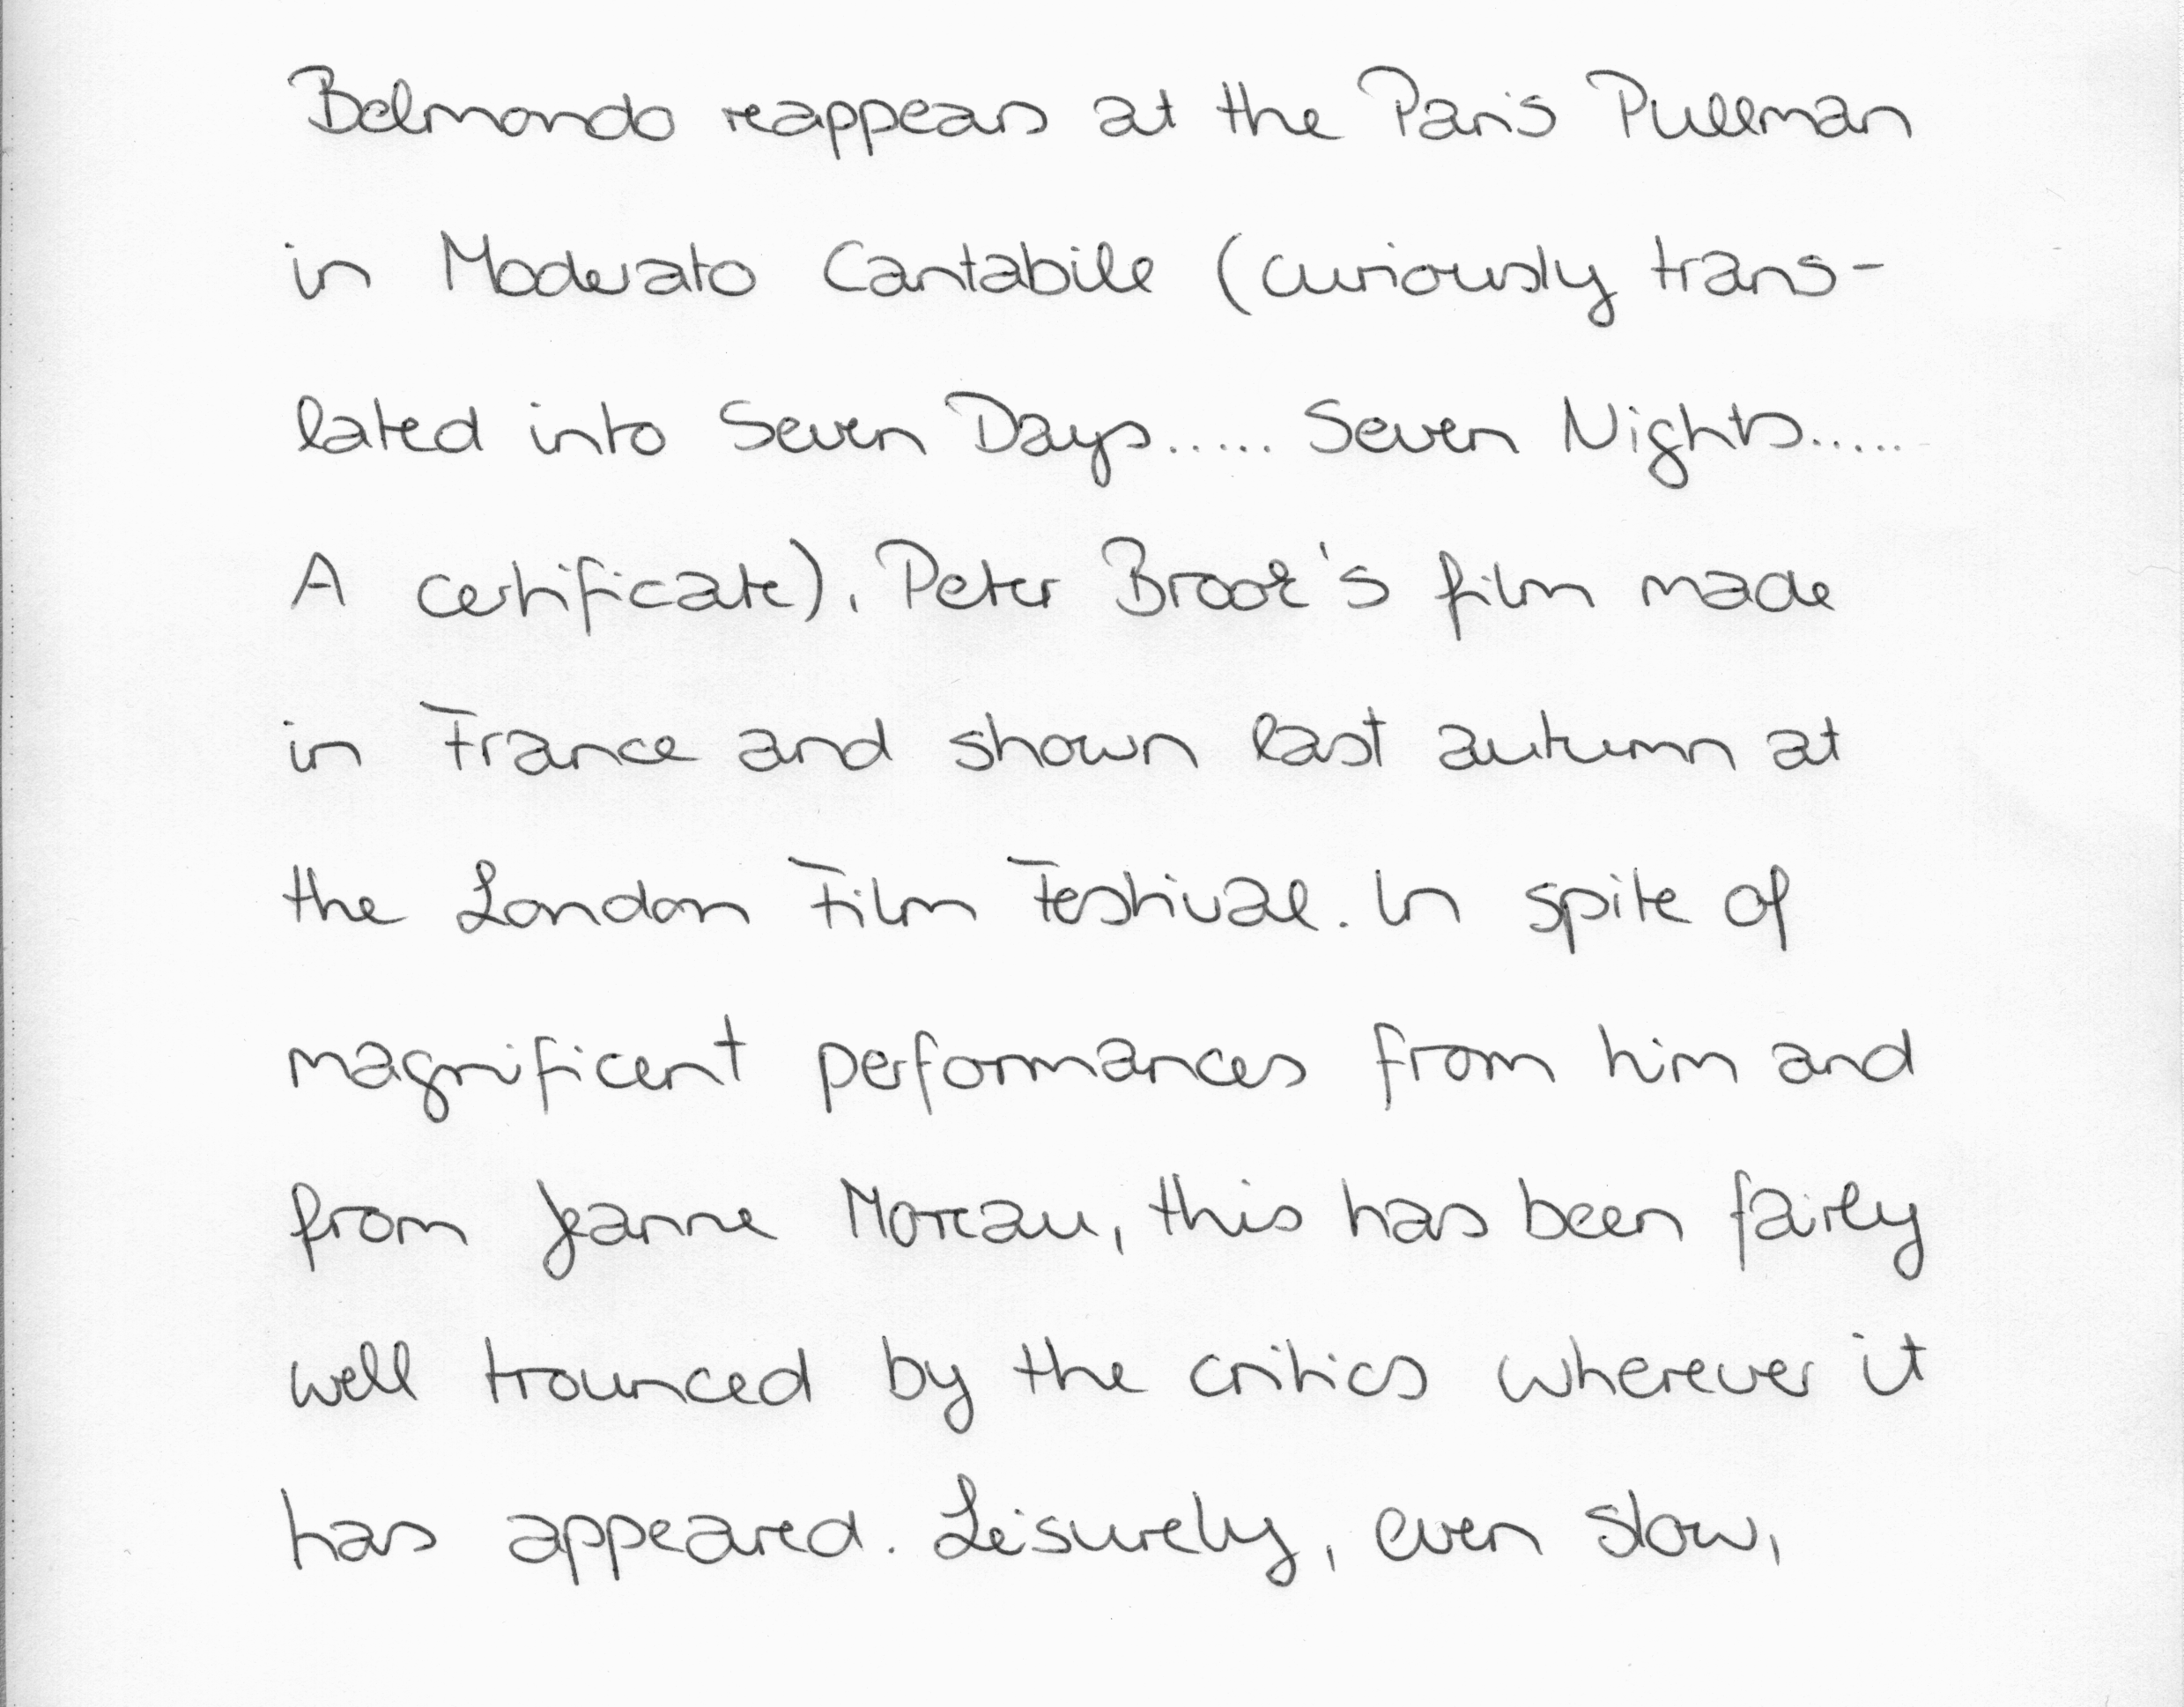 Belmondo reappears at the Paris Pullman
in Moderato Cantabile (curiously trans-
lated into Seven Days..... Seven Nights.....
A certificate), Peter Brook's film made
in France and shown last autumn at
the London Film Festival. In spite of
magnificent performances from him and
from Jeanne Moreau, this has been fairly
well trounced by the critics wherever it
has appeared. Leisurely, even slow,